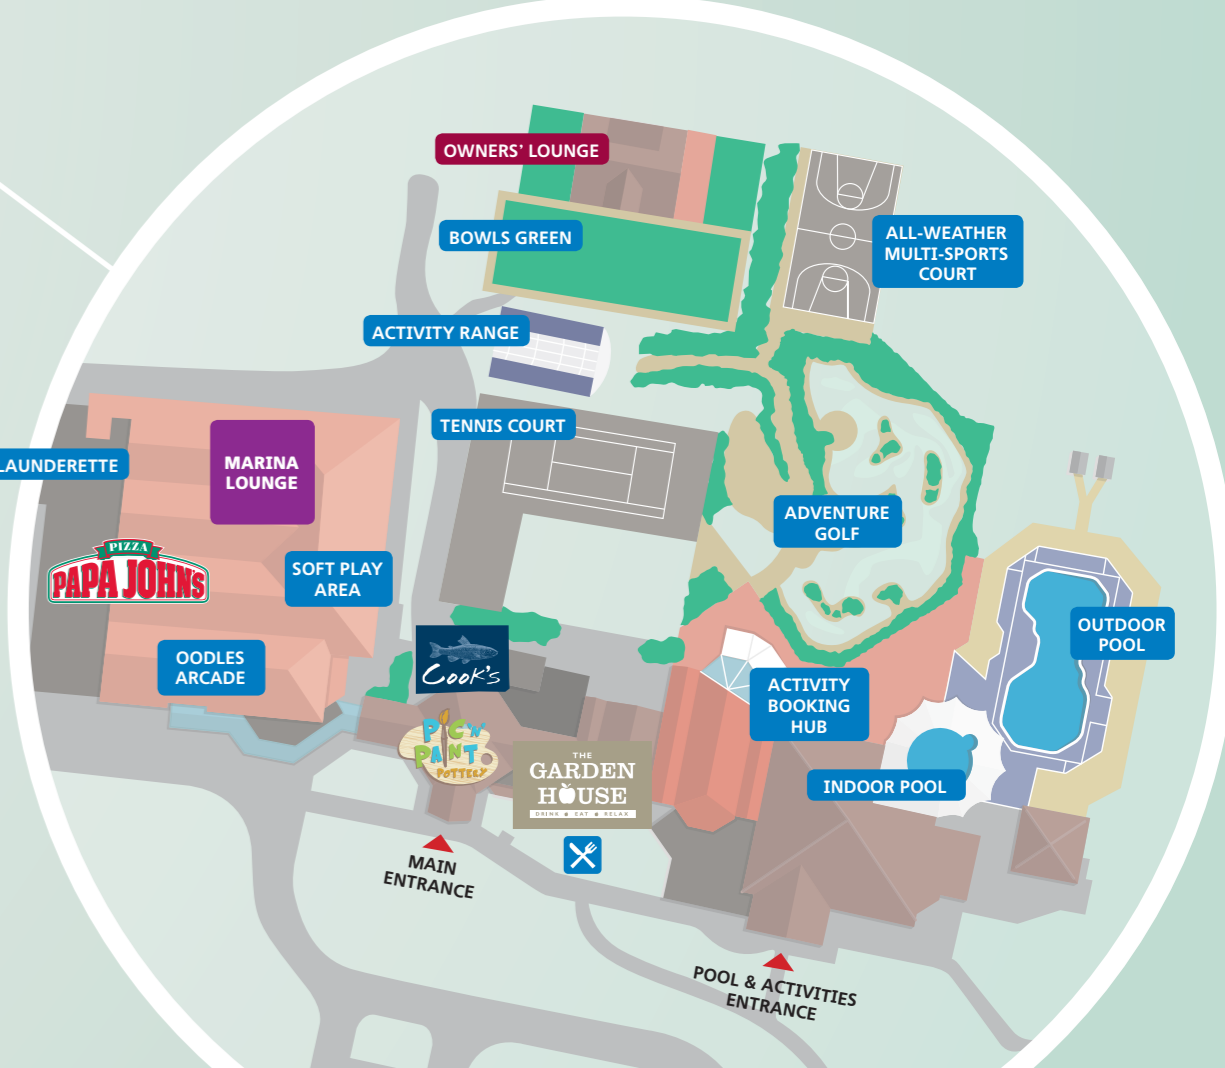 OWNERS' LOUNGE
BOWLS GREEN
ALL-WEATHER
MULTI-SPORTS
COURT
ACTIVITY RANGE
TENNIS COURT
LAUNDERETTE
MARINA
LOUNGE
ADVENTURE
GOLF
PIZZA
PAPA JOHNS
SOFT PLAY
AREA
OUTDOOR
POOL
OODLES
ARCADE
Cook's
ACTIVITY
BOOKING
HUB
PIC 'N'
PAINT
POTTERY
THE
GARDEN
HOUSE
DRINK EAT RELAX
INDOOR POOL
MAIN
ENTRANCE
POOL & ACTIVITIES
ENTRANCE